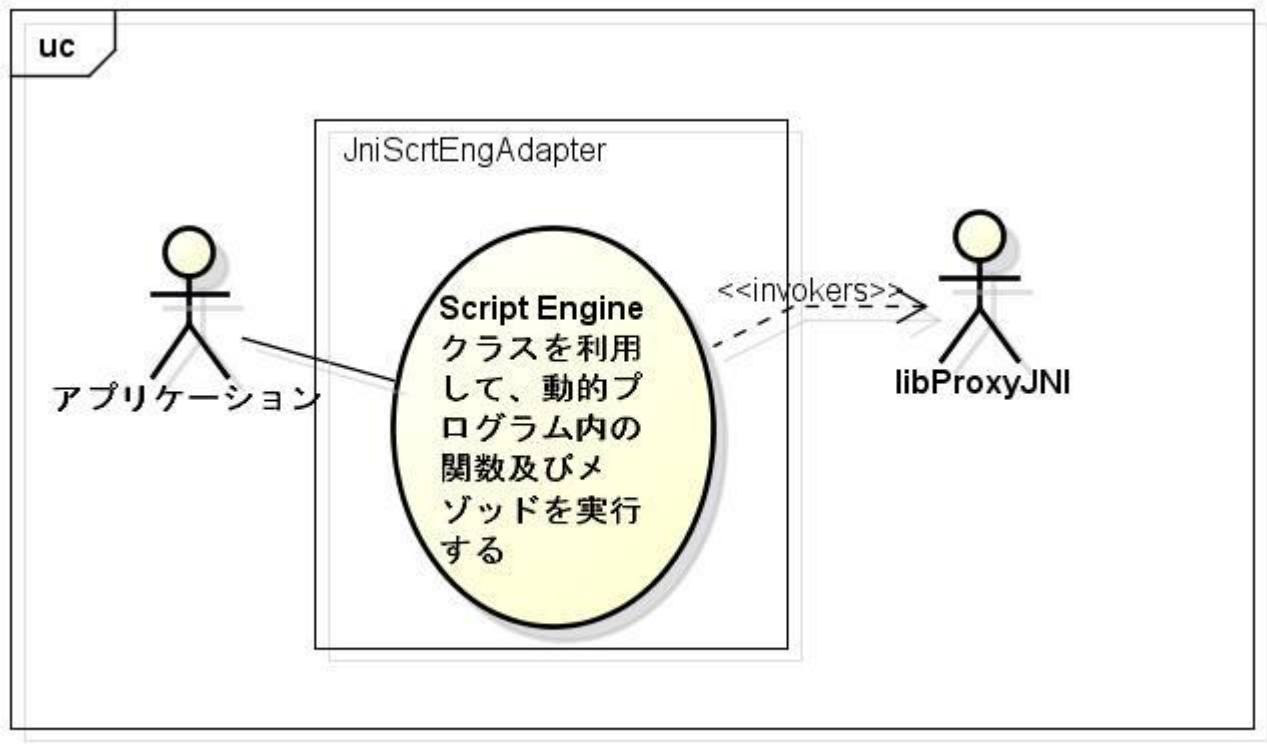 uc
JniScrtEngAdapter
<<invokers>>
Script Engine
クラスを利用
して、動的プ
ログラム内の
関数及びメ
ゾッドを実行
する
アプリケーション
libProxyJNI